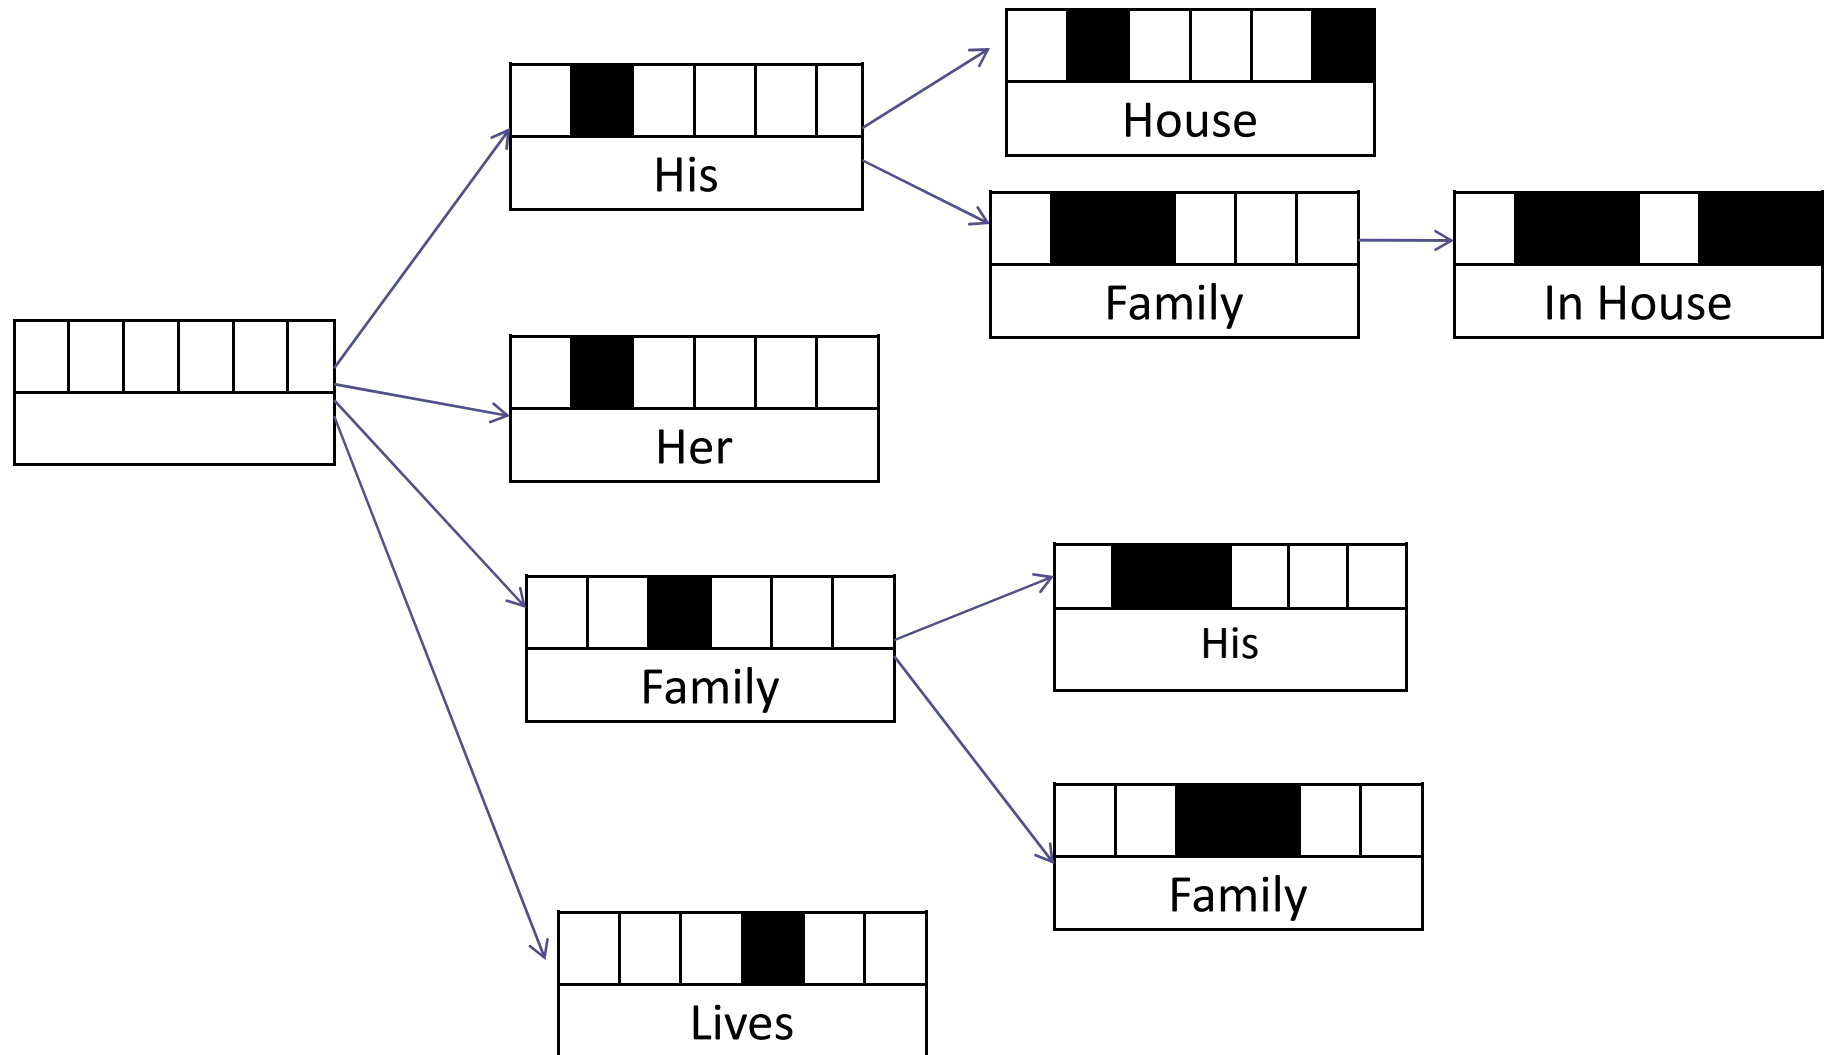 House
His
Family
In House
Her
His
Family
Family
Lives